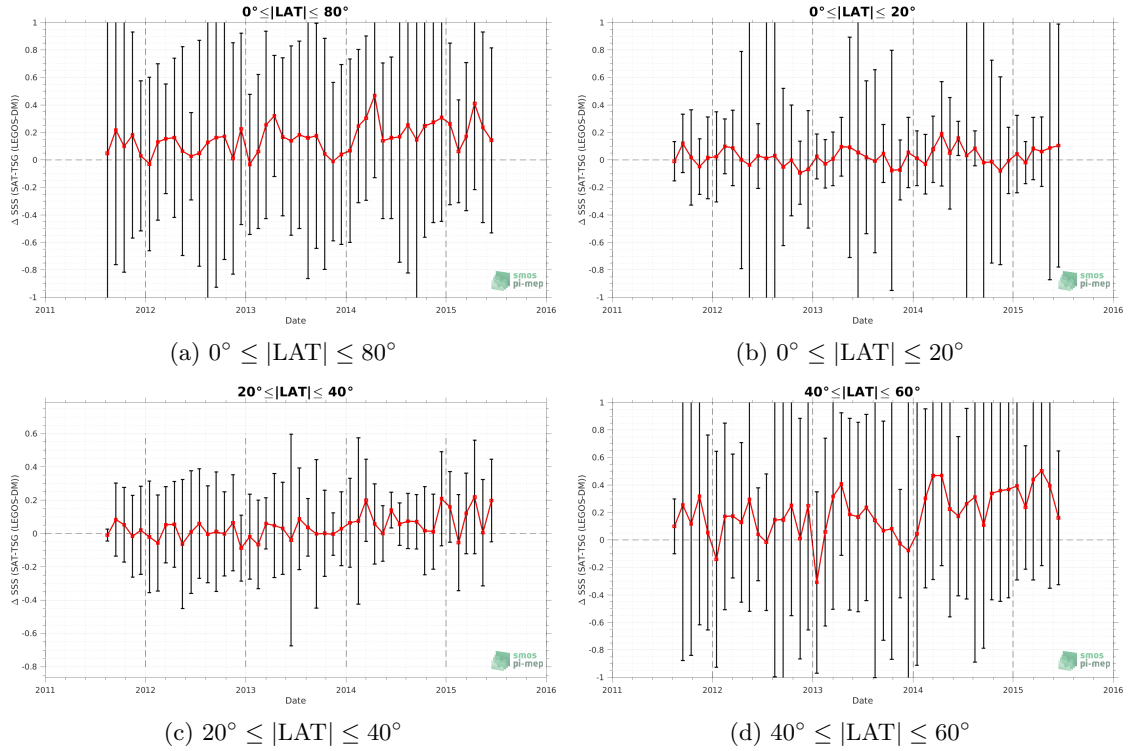 0°≤|LAT|≤ 80°
1
0.8
0.6
0.4
0.2
0
-0.2
-0.4
-0.6
-0.8
-1
Δ SSS (SAT-TSG (LEGOS-DM))
2011 2012 2013 2014 2015 2016
Date
smos
pi-mep
(a) 0° ≤ |LAT| ≤ 80°
0°≤|LAT|≤ 20°
1
0.8
0.6
0.4
0.2
0
-0.2
-0.4
-0.6
-0.8
-1
Δ SSS (SAT-TSG (LEGOS-DM))
2011 2012 2013 2014 2015 2016
Date
smos
pi-mep
(b) 0° ≤ |LAT| ≤ 20°
20°≤|LAT|≤ 40°
0.6
0.4
0.2
0
-0.2
-0.4
-0.6
-0.8
Δ SSS (SAT-TSG (LEGOS-DM))
2011 2012 2013 2014 2015 2016
Date
smos
pi-mep
(c) 20° ≤ |LAT| ≤ 40°
40°≤|LAT|≤ 60°
1
0.8
0.6
0.4
0.2
0
-0.2
-0.4
-0.6
-0.8
-1
Δ SSS (SAT-TSG (LEGOS-DM))
2011 2012 2013 2014 2015 2016
Date
smos
pi-mep
(d) 40° ≤ |LAT| ≤ 60°